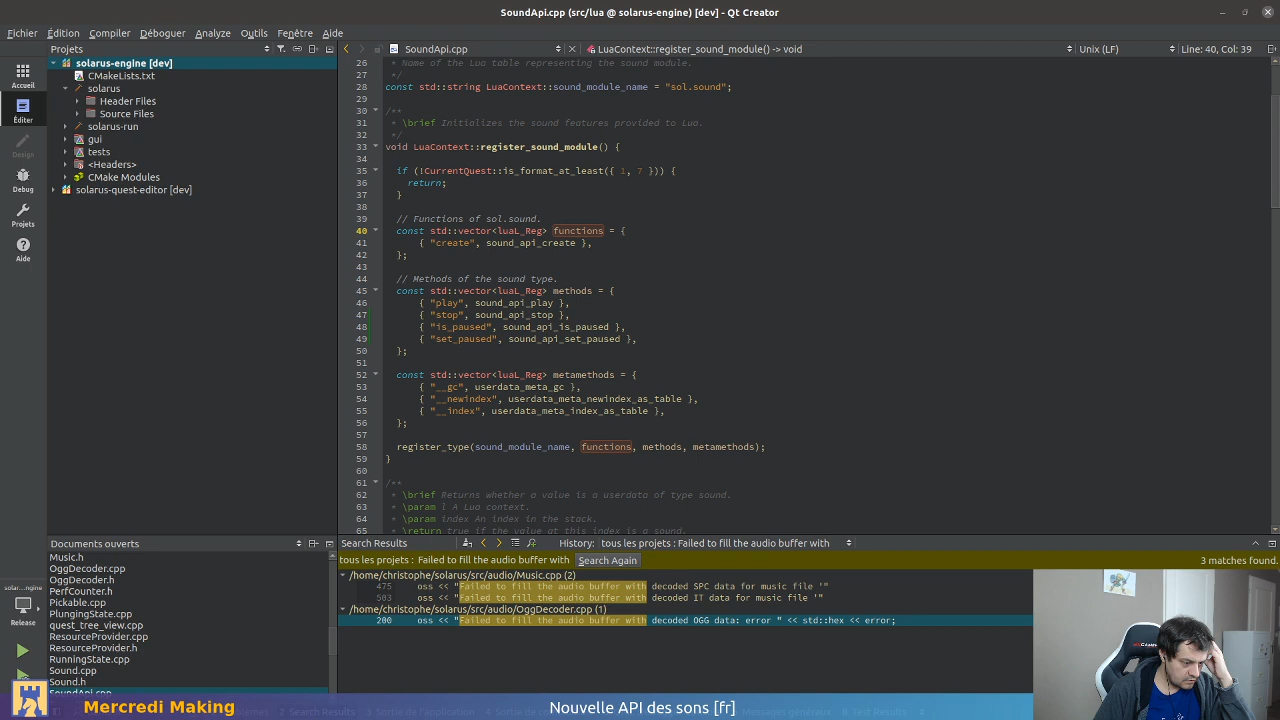 SoundApi.cpp (src/lua @ solarus-engine) [dev] - Qt Creator
Fichier Édition Compiler Déboguer Analyze Outils Fenêtre Aide
Projets
SoundApi.cpp
LuaContext::register_sound_module() -> void
Unix (LF)
Line: 40, Col: 39
Accueil
Éditer
Design
Debug
Projets
Aide
solar...ngine
Release
solarus-engine [dev]
CMakeLists.txt
solarus
Header Files
Source Files
solarus-run
gui
tests
<Headers>
CMake Modules
solarus-quest-editor [dev]
26 * Name of the Lua table representing the sound module.
27 */
28 const std::string LuaContext::sound_module_name = "sol.sound";
29
30 /**
31 * \brief Initializes the sound features provided to Lua.
32 */
33 void LuaContext::register_sound_module() {
34
35 if (!CurrentQuest::is_format_at_least({ 1, 7 })) {
36 return;
37 }
38
39 // Functions of sol.sound.
40 const std::vector<luaL_Reg> functions = {
41 { "create", sound_api_create },
42 };
43
44 // Methods of the sound type.
45 const std::vector<luaL_Reg> methods = {
46 { "play", sound_api_play },
47 { "stop", sound_api_stop },
48 { "is_paused", sound_api_is_paused },
49 { "set_paused", sound_api_set_paused },
50 };
51
52 const std::vector<luaL_Reg> metamethods = {
53 { "__gc", userdata_meta_gc },
54 { "__newindex", userdata_meta_newindex_as_table },
55 { "__index", userdata_meta_index_as_table },
56 };
57
58 register_type(sound_module_name, functions, methods, metamethods);
59 }
60
61 /**
62 * \brief Returns whether a value is a userdata of type sound.
63 * \param l A Lua context.
64 * \param index An index in the stack.
65 * \return true if the value at this index is a sound.
Documents ouverts
Music.h
OggDecoder.cpp
OggDecoder.h
PerfCounter.h
Pickable.cpp
PlungingState.cpp
quest_tree_view.cpp
ResourceProvider.cpp
ResourceProvider.h
RunningState.cpp
Sound.cpp
Sound.h
SoundApi.cpp
Search Results
History: tous les projets : Failed to fill the audio buffer with
tous les projets : Failed to fill the audio buffer with Search Again
3 matches found.
/home/christophe/solarus/src/audio/Music.cpp (2)
475 oss << "Failed to fill the audio buffer with decoded SPC data for music file '"
503 oss << "Failed to fill the audio buffer with decoded IT data for music file '"
/home/christophe/solarus/src/audio/OggDecoder.cpp (1)
200 oss << "Failed to fill the audio buffer with decoded OGG data: error " << std::hex << error;
Mercredi Making
Nouvelle API des sons [fr]